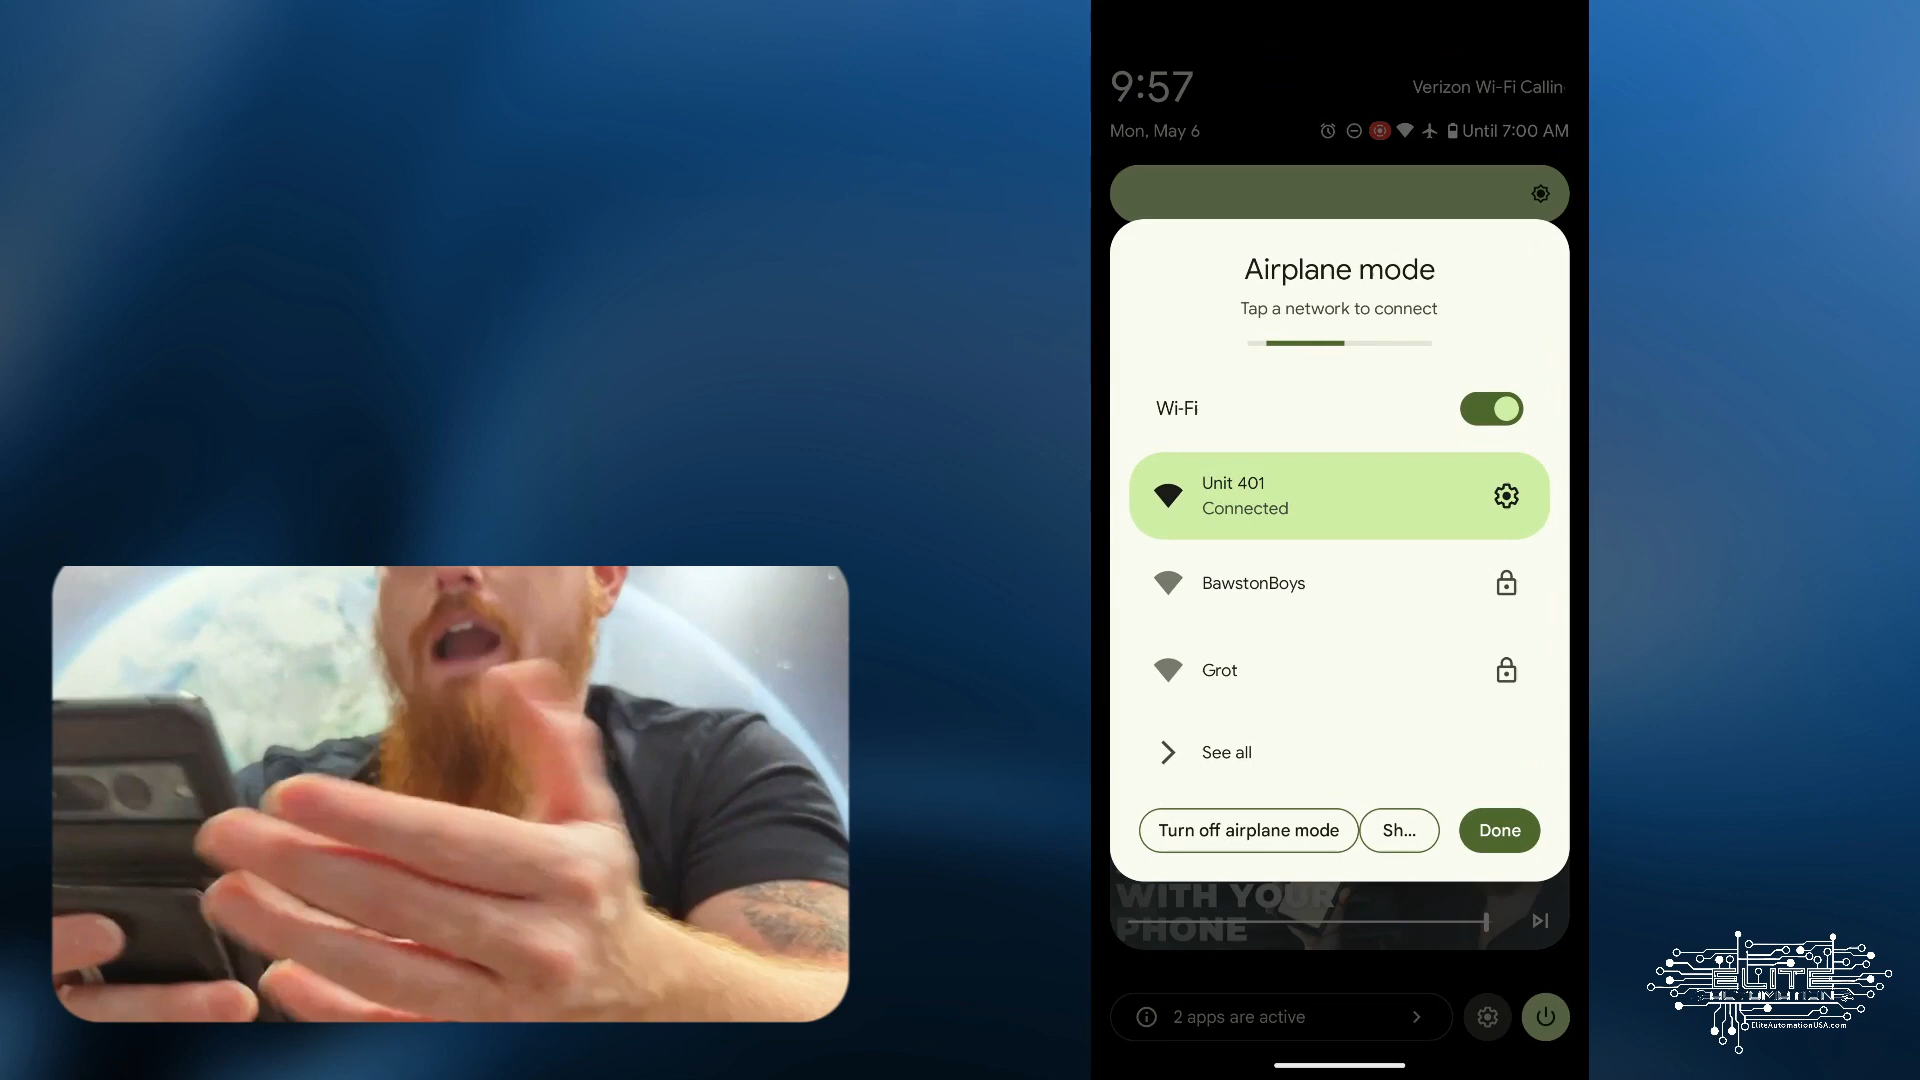 9:57
Verizon Wi-Fi Callin
Mon, May 6
Until 7:00 AM
Airplane mode
Tap a network to connect
Wi-Fi
Unit 401
Connected
BawstonBoys
Grot
See all
Turn off airplane mode
Sh...
Done
WITH YOUR
PHONE
2 apps are active
ELITE
AUTOMATION
EliteAutomationUSA.com